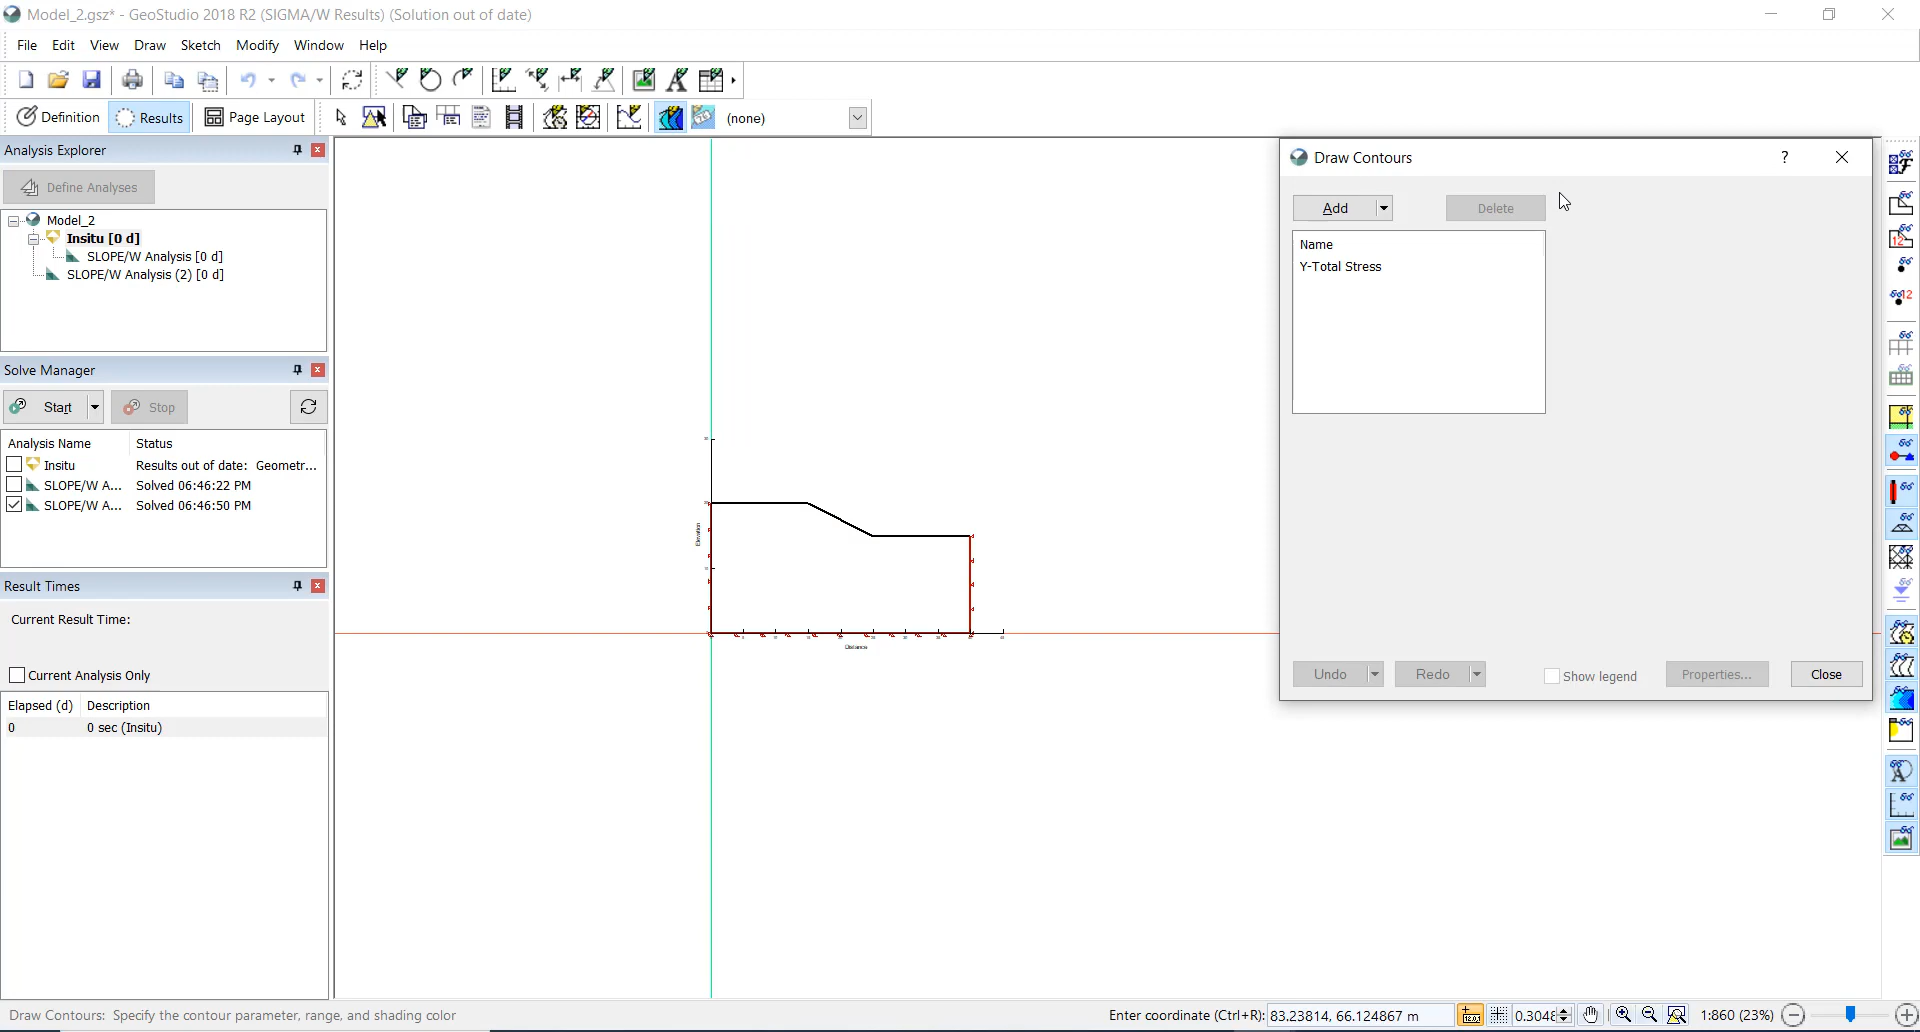 Model_2.gsz* - GeoStudio 2018 R2 (SIGMA/W Results) (Solution out of date)
File Edit View Draw Sketch Modify Window Help
Definition Results Page Layout (none)
Analysis Explorer
Define Analyses
Model_2
Insitu [0 d]
SLOPE/W Analysis [0 d]
SLOPE/W Analysis (2) [0 d]
Solve Manager
Start Stop
Analysis Name Status
Insitu Results out of date: Geometr...
SLOPE/W A... Solved 06:46:22 PM
SLOPE/W A... Solved 06:46:50 PM
Result Times
Current Result Time:
Current Analysis Only
Elapsed (d) Description
0 0 sec (Insitu)
Elevation
Distance
Draw Contours ?
Add Delete
Name
Y-Total Stress
Undo Redo Show legend Properties... Close
Draw Contours: Specify the contour parameter, range, and shading color
Enter coordinate (Ctrl+R): 83.23814, 66.124867 m 0.3048 1:860 (23%)